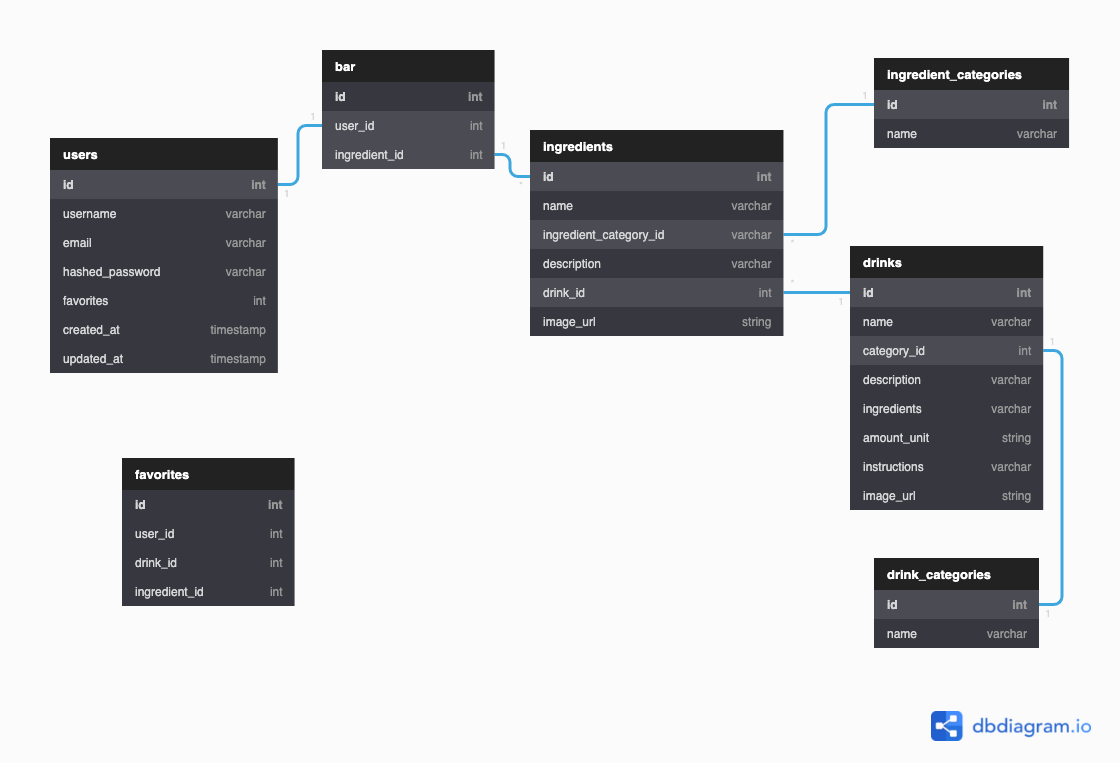 bar
id int
user_id int
ingredient_id int
users
id int
username varchar
email varchar
hashed_password varchar
favorites int
created_at timestamp
updated_at timestamp
favorites
id int
user_id int
drink_id int
ingredient_id int
ingredients
id int
name varchar
ingredient_category_id varchar
description varchar
drink_id int
image_url string
ingredient_categories
id int
name varchar
drinks
id int
name varchar
category_id int
description varchar
ingredients varchar
amount_unit string
instructions varchar
image_url string
drink_categories
id int
name varchar
1
1
1
*
1
*
*
1
1
1
dbdiagram.io